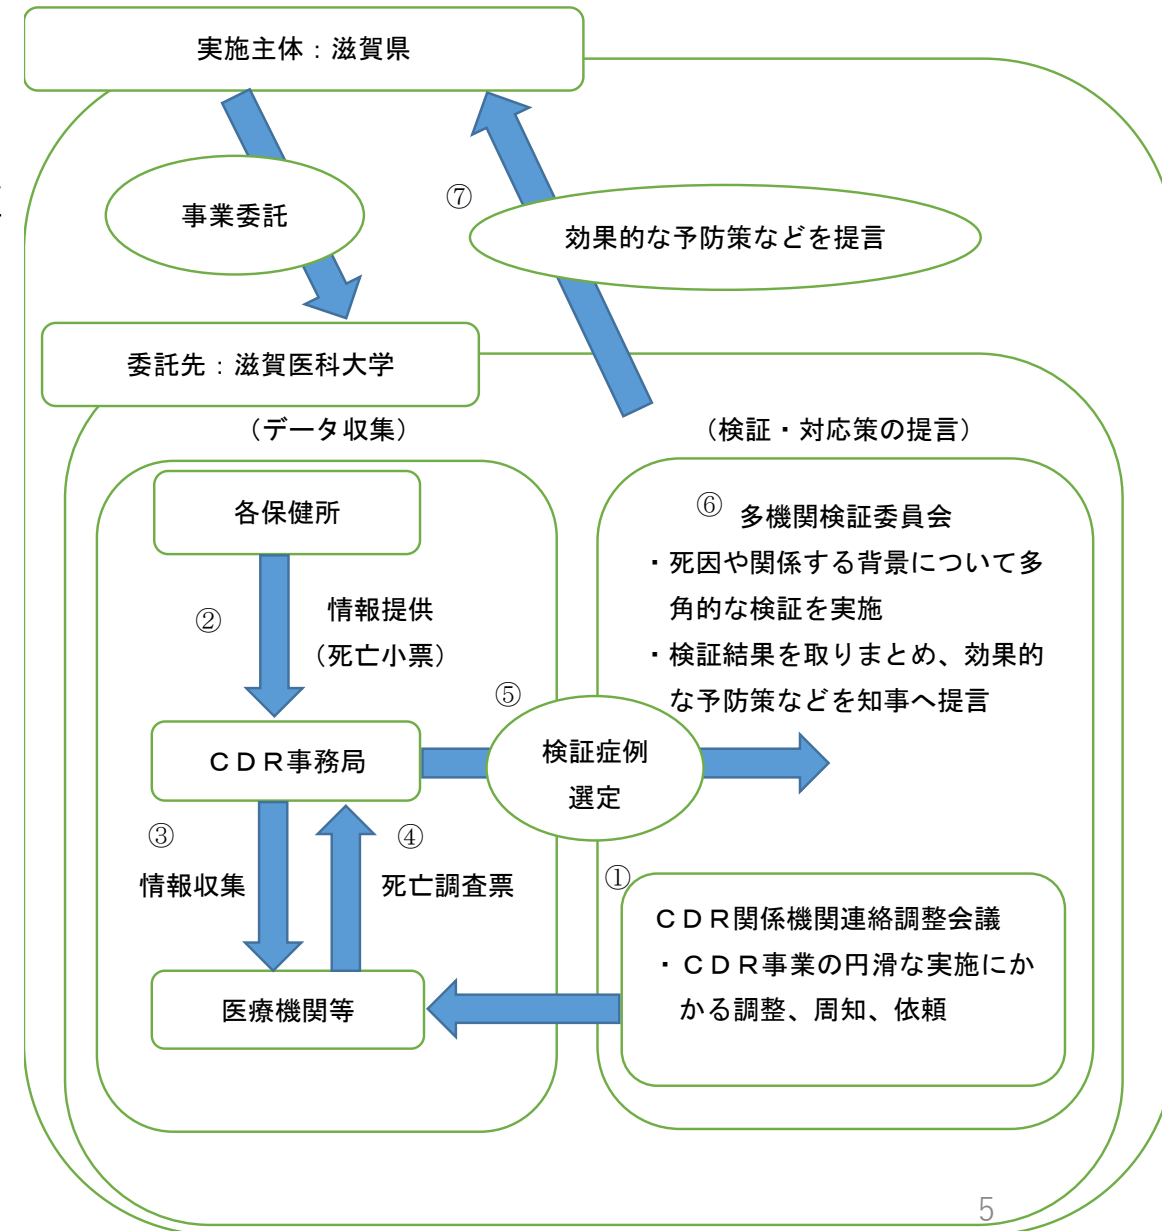 実施主体：滋賀県
事業委託
⑦
効果的な予防策などを提言
委託先：滋賀医科大学
（データ収集）
各保健所
②
情報提供
（死亡小票）
ＣＤＲ事務局
③
情報収集
④
死亡調査票
医療機関等
⑤
検証症例
選定
（検証・対応策の提言）
⑥ 多機関検証委員会
・死因や関係する背景について多
角的な検証を実施
・検証結果を取りまとめ、効果的
な予防策などを知事へ提言
①
ＣＤＲ関係機関連絡調整会議
・ＣＤＲ事業の円滑な実施にか
かる調整、周知、依頼
5